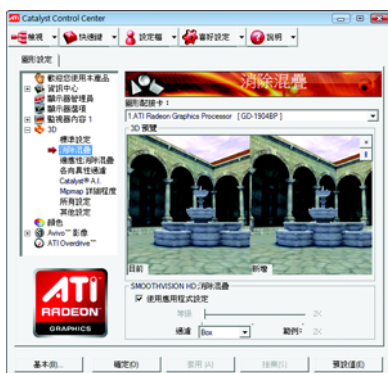 Catalyst Control Center
檢視
快速鍵
設定檔
喜好設定
說明
圖形設定
歡迎您使用本產品
資訊中心
顯示器管理員
顯示器選項
監視器內容 1
3D
標準設定
消除混疊
適應性消除混疊
各向異性過濾
Catalyst® A.I.
Mipmap 詳細程度
所有設定
其他設定
顏色
Avivo™ 影像
ATI Overdrive™
ATI
RADEON
GRAPHICS
消除混疊
圖形配接卡：
1.ATI Radeon Graphics Processor [ GD-1904BP ]
3D 預覽
目前
新增
SMOOTHVISION HD:消除混疊
使用應用程式設定
等級
2X
過濾
Box
範例:
2X
基本(B)...
確定(O)
套用 (A)
捨棄(S)
預設值(E)